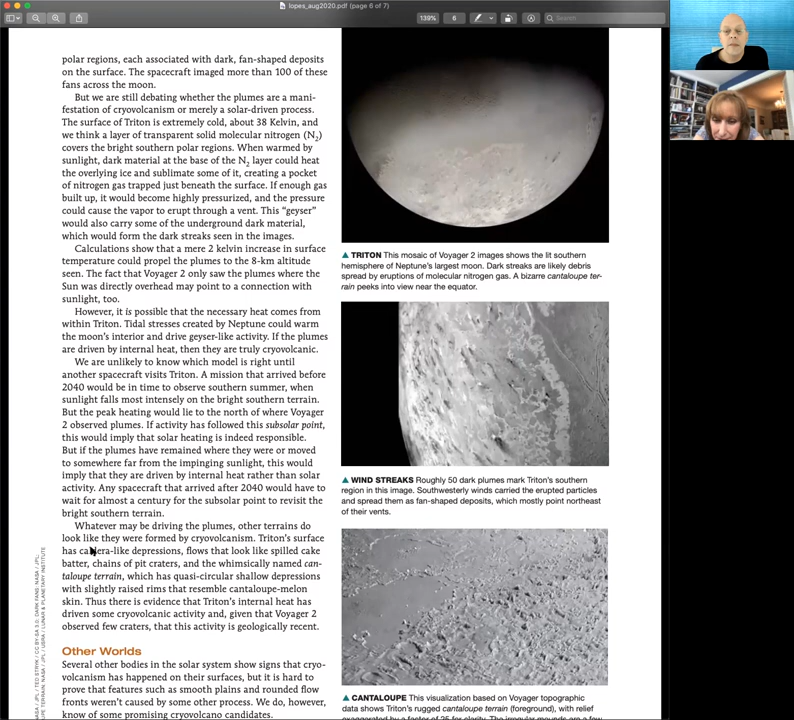 lopes_aug2020.pdf (page 6 of 7)
139%
6
Search
polar regions, each associated with dark, fan-shaped deposits
on the surface. The spacecraft imaged more than 100 of these
fans across the moon.
But we are still debating whether the plumes are a mani-
festation of cryovolcanism or merely a solar-driven process.
The surface of Triton is extremely cold, about 38 Kelvin, and
we think a layer of transparent solid molecular nitrogen (N₂)
covers the bright southern polar regions. When warmed by
sunlight, dark material at the base of the N₂ layer could heat
the overlying ice and sublimate some of it, creating a pocket
of nitrogen gas trapped just beneath the surface. If enough gas
built up, it would become highly pressurized, and the pressure
could cause the vapor to erupt through a vent. This “geyser”
would also carry some of the underground dark material,
which would form the dark streaks seen in the images.
Calculations show that a mere 2 kelvin increase in surface
temperature could propel the plumes to the 8-km altitude
seen. The fact that Voyager 2 only saw the plumes where the
Sun was directly overhead may point to a connection with
sunlight, too.
However, it is possible that the necessary heat comes from
within Triton. Tidal stresses created by Neptune could warm
the moon’s interior and drive geyser-like activity. If the plumes
are driven by internal heat, then they are truly cryovolcanic.
We are unlikely to know which model is right until
another spacecraft visits Triton. A mission that arrived before
2040 would be in time to observe southern summer, when
sunlight falls most intensely on the bright southern terrain.
But the peak heating would lie to the north of where Voyager
2 observed plumes. If activity has followed this subsolar point,
this would imply that solar heating is indeed responsible.
But if the plumes have remained where they were or moved
to somewhere far from the impinging sunlight, this would
imply that they are driven by internal heat rather than solar
activity. Any spacecraft that arrived after 2040 would have to
wait for almost a century for the subsolar point to revisit the
bright southern terrain.
Whatever may be driving the plumes, other terrains do
look like they were formed by cryovolcanism. Triton’s surface
has caldera-like depressions, flows that look like spilled cake
batter, chains of pit craters, and the whimsically named can-
taloupe terrain, which has quasi-circular shallow depressions
with slightly raised rims that resemble cantaloupe-melon
skin. Thus there is evidence that Triton’s internal heat has
driven some cryovolcanic activity and, given that Voyager 2
observed few craters, that this activity is geologically recent.
Other Worlds
Several other bodies in the solar system show signs that cryo-
volcanism has happened on their surfaces, but it is hard to
prove that features such as smooth plains and rounded flow
fronts weren’t caused by some other process. We do, however,
know of some promising cryovolcano candidates.
▲ TRITON This mosaic of Voyager 2 images shows the lit southern
hemisphere of Neptune’s largest moon. Dark streaks are likely debris
spread by eruptions of molecular nitrogen gas. A bizarre cantaloupe ter-
rain peeks into view near the equator.
▲ WIND STREAKS Roughly 50 dark plumes mark Triton’s southern
region in this image. Southwesterly winds carried the erupted particles
and spread them as fan-shaped deposits, which mostly point northeast
of their vents.
▲ CANTALOUPE This visualization based on Voyager topographic
data shows Triton’s rugged cantaloupe terrain (foreground), with relief
exaggerated by a factor of 25 for clarity. The irregular mounds are a few